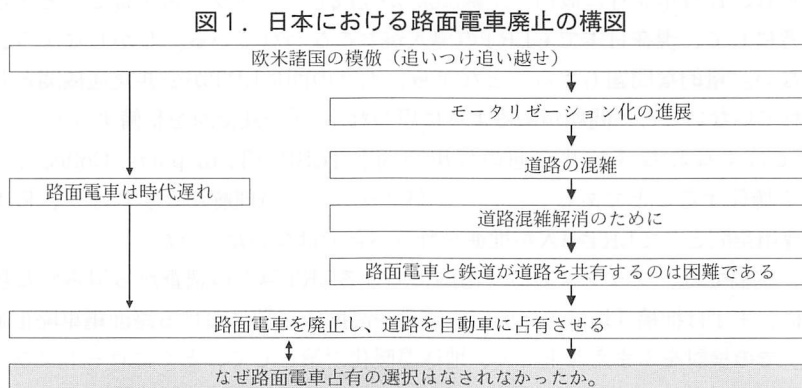 図1．日本における路面電車廃止の構図
欧米諸国の模倣（追いつけ追い越せ）
モータリゼーション化の進展
道路の混雑
路面電車は時代遅れ
道路混雑解消のために
路面電車と鉄道が道路を共有するのは困難である
路面電車を廃止し、道路を自動車に占有させる
なぜ路面電車占有の選択はなされなかったか。